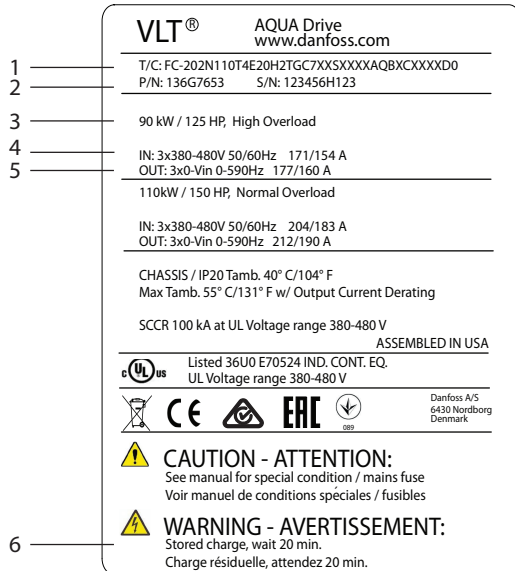 VLT® AQUA Drive
www.danfoss.com
1 T/C: FC-202N110T4E20H2TGC7XXSXXXXAQBXCXXXXD0
2 P/N: 136G7653 S/N: 123456H123
3 90 kW / 125 HP, High Overload
4 IN: 3x380-480V 50/60Hz 171/154 A
5 OUT: 3x0-Vin 0-590Hz 177/160 A
110kW / 150 HP, Normal Overload
IN: 3x380-480V 50/60Hz 204/183 A
OUT: 3x0-Vin 0-590Hz 212/190 A
CHASSIS / IP20 Tamb. 40° C/104° F
Max Tamb. 55° C/131° F w/ Output Current Derating
SCCR 100 kA at UL Voltage range 380-480 V
ASSEMBLED IN USA
c UL us Listed 36U0 E70524 IND. CONT. EQ.
UL Voltage range 380-480 V
CE EAC 089
Danfoss A/S
6430 Nordborg
Denmark
CAUTION - ATTENTION:
See manual for special condition / mains fuse
Voir manuel de conditions spéciales / fusibles
WARNING - AVERTISSEMENT:
6 Stored charge, wait 20 min.
Charge résiduelle, attendez 20 min.